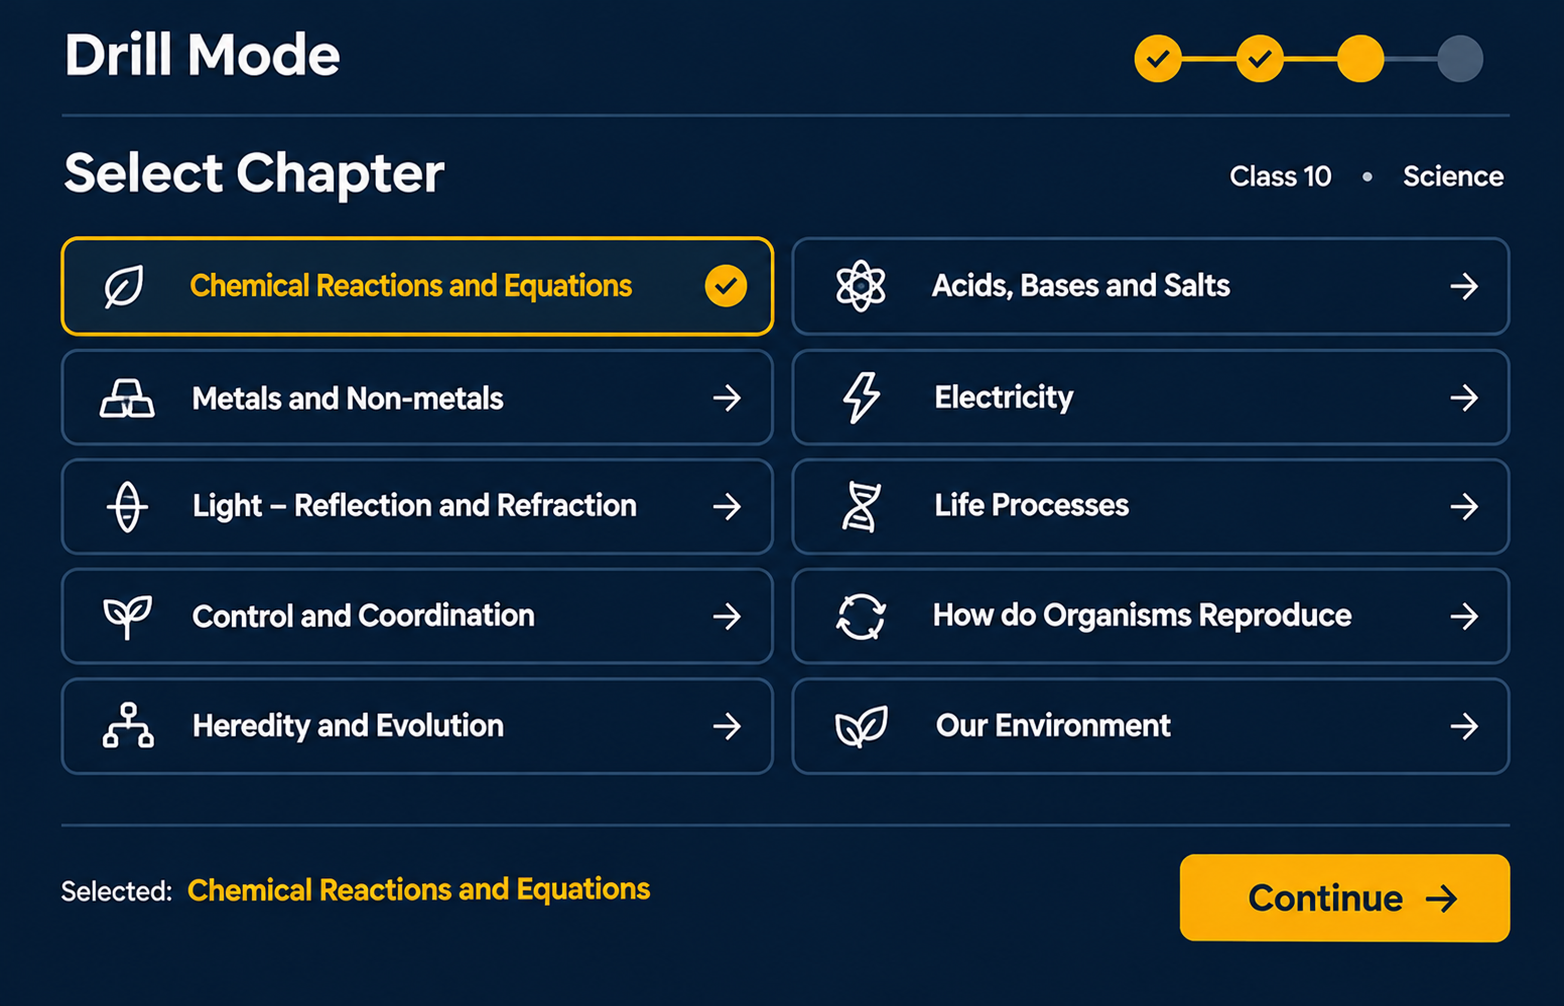 Drill Mode
Select Chapter
Class 10 • Science
Chemical Reactions and Equations
Acids, Bases and Salts
Metals and Non-metals
Electricity
Light – Reflection and Refraction
Life Processes
Control and Coordination
How do Organisms Reproduce
Heredity and Evolution
Our Environment
Selected: Chemical Reactions and Equations
Continue →